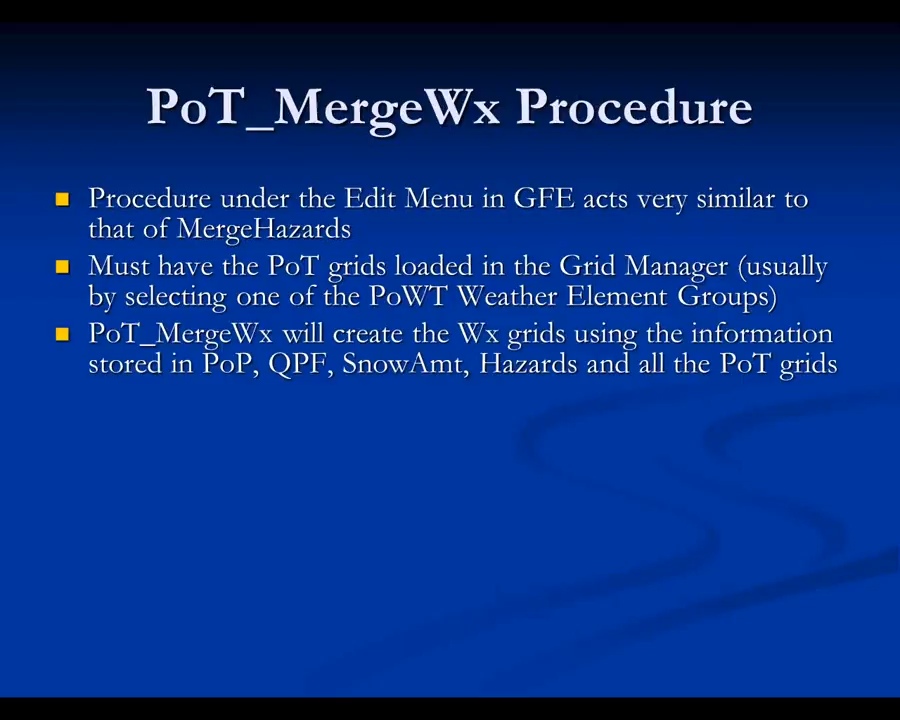 PoT_MergeWx Procedure
Procedure under the Edit Menu in GFE acts very similar to
that of MergeHazards
Must have the PoT grids loaded in the Grid Manager (usually
by selecting one of the PoWT Weather Element Groups)
PoT_MergeWx will create the Wx grids using the information
stored in PoP, QPF, SnowAmt, Hazards and all the PoT grids